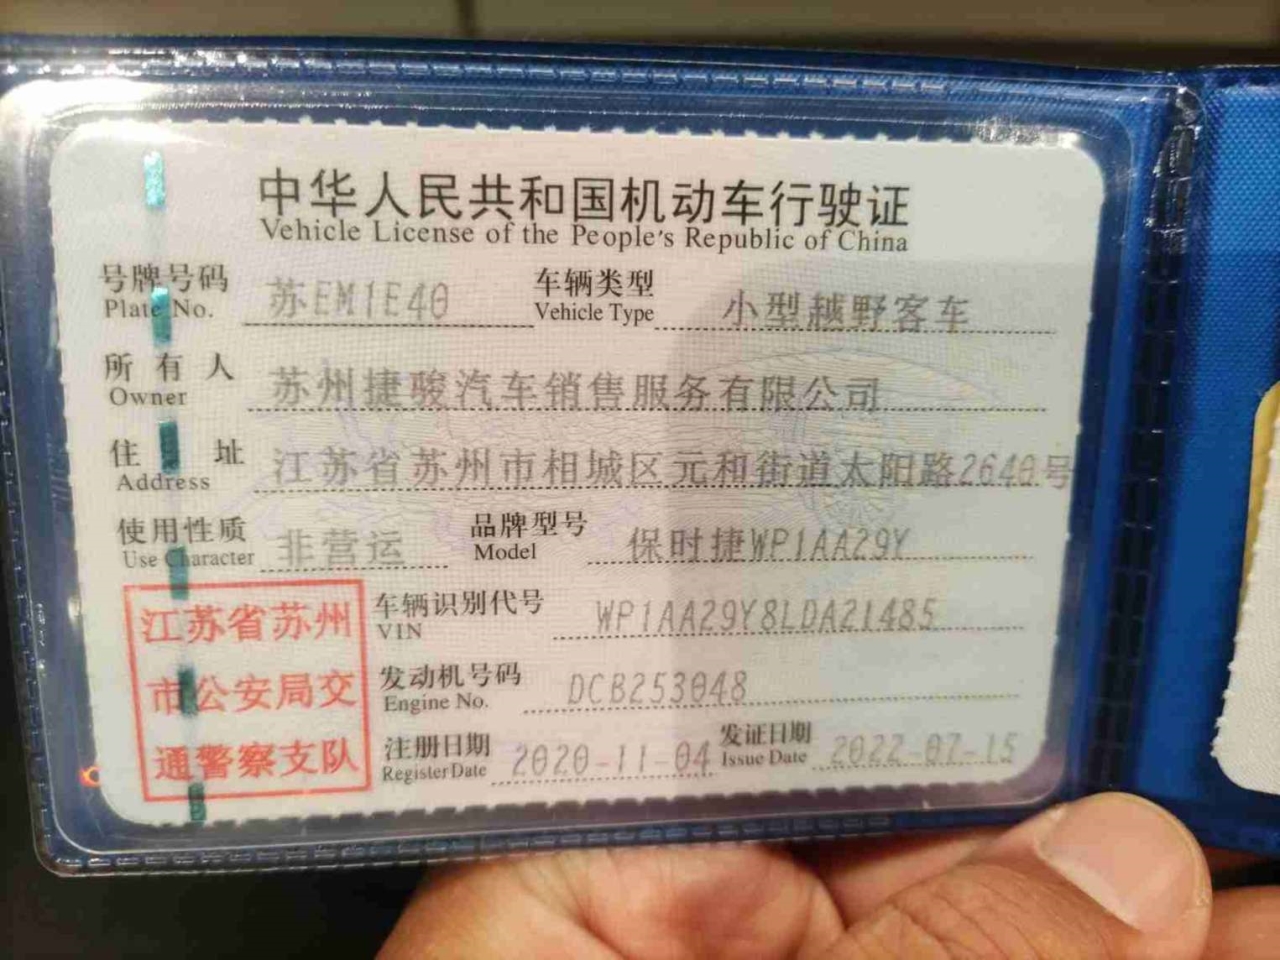 中华人民共和国机动车行驶证
Vehicle License of the People's Republic of China
号牌号码 苏EM1E40 车辆类型 小型越野客车
Plate No. Vehicle Type
所有人 苏州捷骏汽车销售服务有限公司
Owner
住址 江苏省苏州市相城区元和街道太阳路2640号
Address
使用性质 非营运 品牌型号 保时捷WP1AA29Y
Use Character Model
江苏省苏州
市公安局交
通警察支队
车辆识别代号 WP1AA29Y8LDA21485
VIN
发动机号码 DCB253048
Engine No.
注册日期 2020-11-04 发证日期 2022-07-15
Register Date Issue Date